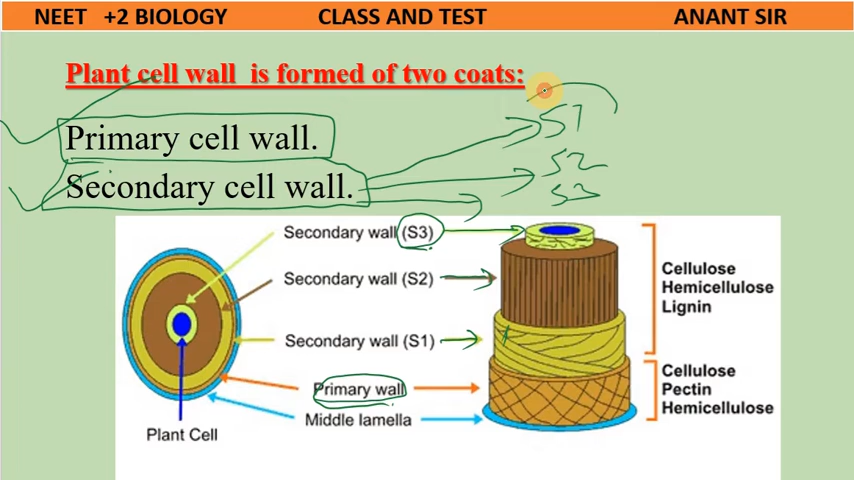 NEET +2 BIOLOGY CLASS AND TEST ANANT SIR
Plant cell wall is formed of two coats:
Primary cell wall.
Secondary cell wall.
S1
S2
S3
Secondary wall (S3)
Secondary wall (S2)
Secondary wall (S1)
Primary wall
Middle lamella
Plant Cell
Cellulose
Hemicellulose
Lignin
Cellulose
Pectin
Hemicellulose